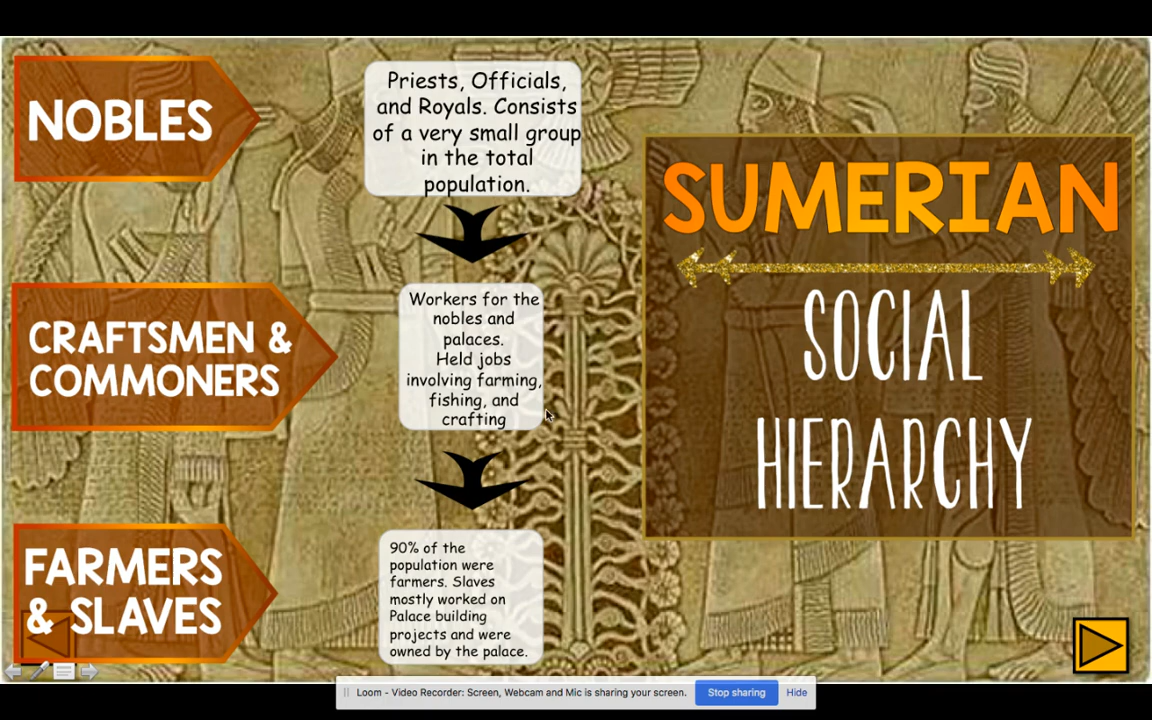 NOBLES
Priests, Officials,
and Royals. Consists
of a very small group
in the total
population.
CRAFTSMEN &
COMMONERS
Workers for the
nobles and
palaces.
Held jobs
involving farming,
fishing, and
crafting
FARMERS
& SLAVES
90% of the
population were
farmers. Slaves
mostly worked on
Palace building
projects and were
owned by the palace.
SUMERIAN
SOCIAL
HIERARCHY
Loom - Video Recorder: Screen, Webcam and Mic is sharing your screen. Stop sharing Hide